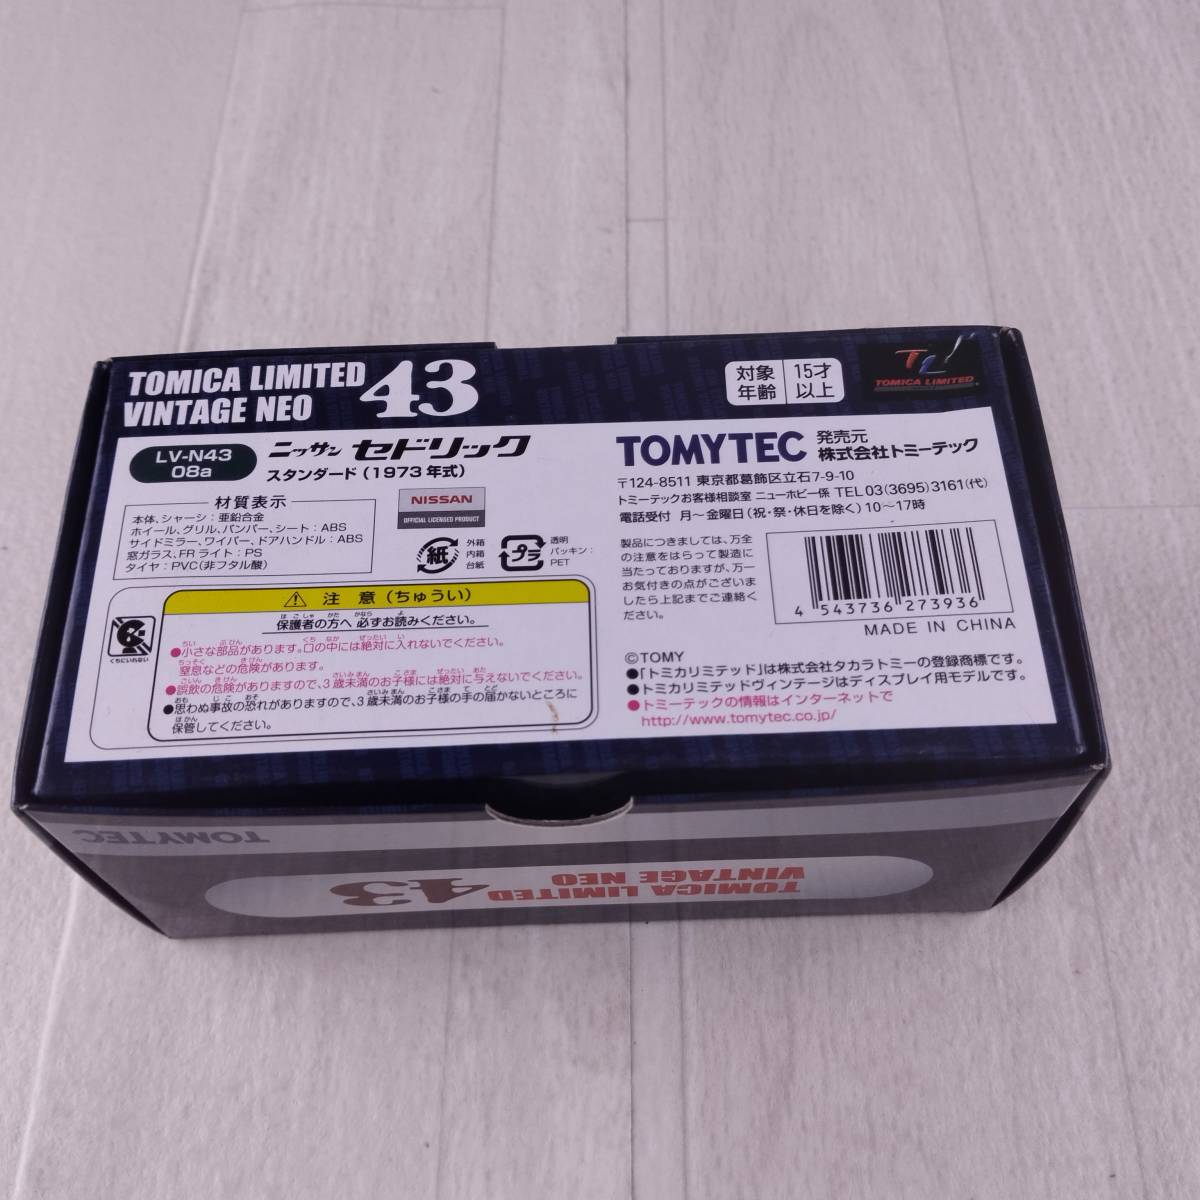 TOMICA LIMITED
VINTAGE NEO
43
対象
年齢
15才
以上
TL
TOMICA LIMITED
LV-N43
08a
ニッサン セドリック
スタンダード(1973年式)
材質表示
本体、シャーシ:亜鉛合金
ホイール、グリル、バンパー、シート:ABS
サイドミラー、ワイパー、ドアハンドル:ABS
窓ガラス、FRライト:PS
タイヤ:PVC(非フタル酸)
NISSAN
OFFICIAL LICENSED PRODUCT
紙
外箱
内箱
台紙
プラ
透明
パッキン:
PET
注意(ちゅうい)
保護者の方へ 必ずお読みください。
●小さな部品があります。口の中には絶対に入れないでください。
窒息などの危険があります。
●誤飲の危険がありますので、3歳未満のお子様には絶対に与えないでください。
●思わぬ事故の恐れがありますので、3歳未満のお子様の手の届かないところに
保管してください。
くちにいれない
TOMYTEC
発売元
株式会社トミーテック
〒124-8511 東京都葛飾区立石7-9-10
トミーテックお客様相談室 ニューホビー係 TEL.03(3695)3161(代)
電話受付 月～金曜日(祝・祭・休日を除く)10～17時
製品につきましては、万全
の注意をはらって製造に
当たっておりますが、万一
お気付きの点がございま
したら上記までご連絡く
ださい。
4 543736 273936
MADE IN CHINA
©TOMY
●「トミカリミテッド」は株式会社タカラトミーの登録商標です。
●トミカリミテッドヴィンテージはディスプレイ用モデルです。
●トミーテックの情報はインターネットで
http://www.tomytec.co.jp/
TOMYTEC
TOMICA LIMITED
VINTAGE NEO
43